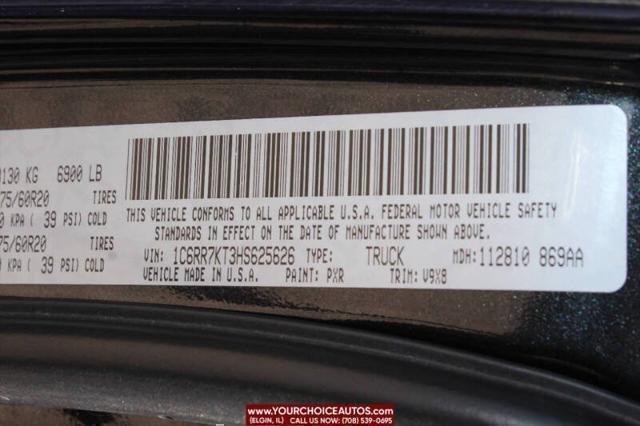 130 KG 6900 LB
75/60R20 TIRES
0 KPA ( 39 PSI) COLD
75/60R20 TIRES
0 KPA ( 39 PSI) COLD
THIS VEHICLE CONFORMS TO ALL APPLICABLE U.S.A. FEDERAL MOTOR VEHICLE SAFETY
STANDARDS IN EFFECT ON THE DATE OF MANUFACTURE SHOWN ABOVE.
VIN: 1C6RR7KT3HS625626 TYPE: TRUCK MDH: 112810 869AA
VEHICLE MADE IN U.S.A. PAINT: PXR TRIM: V9X8
WWW.YOURCHOICEAUTOS.COM
(ELGIN, IL) CALL: (708) 539-0695